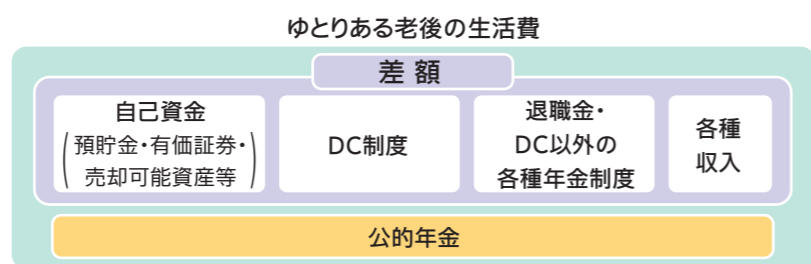 ゆとりある老後の生活費
差 額
自己資金
(預貯金・有価証券・
売却可能資産等)
DC制度
退職金・
DC以外の
各種年金制度
各種
収入
公的年金